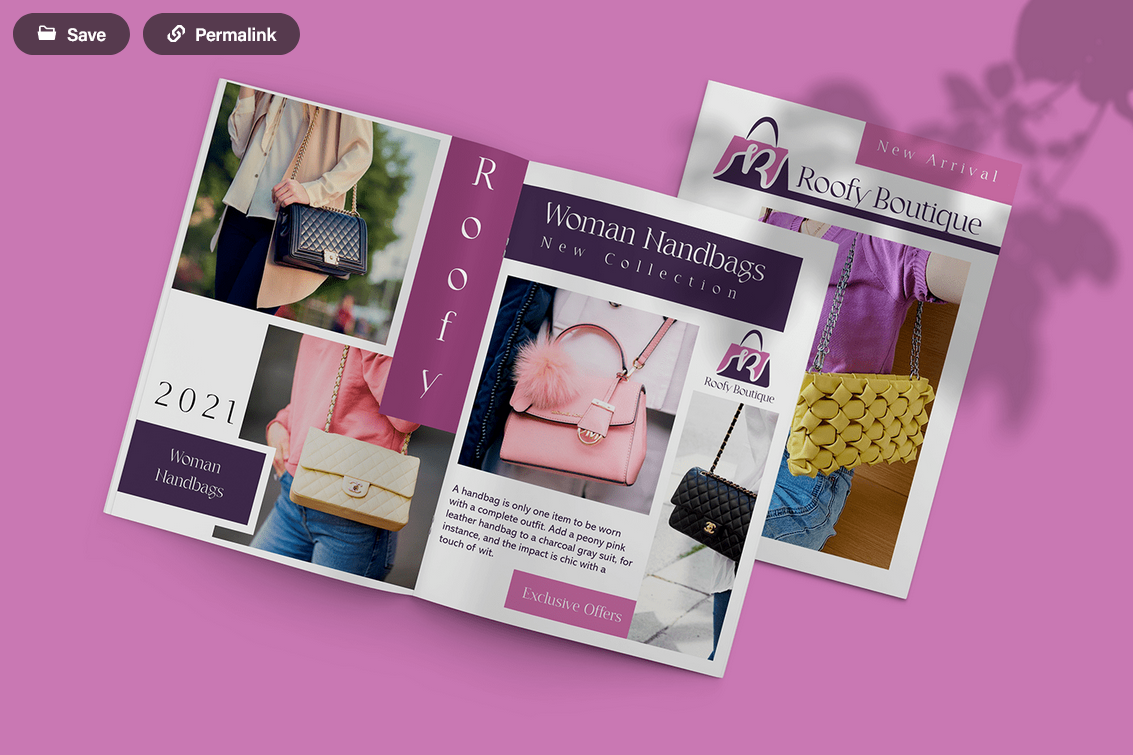 Save
Permalink
Roofy
2021
Woman
Handbags
Woman Handbags
New Collection
Roofy Boutique
A handbag is only one item to be worn
with a complete outfit. Add a peony pink
leather handbag to a charcoal gray suit, for
instance, and the impact is chic with a
touch of wit.
Exclusive Offers
New Arrival
Roofy Boutique